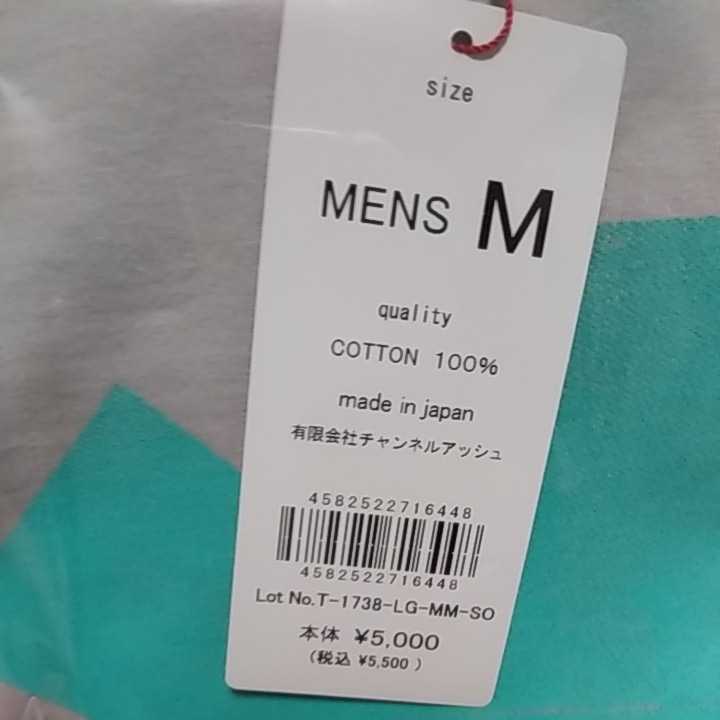 size
MENS M
quality
COTTON 100%
made in japan
有限会社チャンネルアッシュ
4582522716448
4582522716448
Lot No.T-1738-LG-MM-SO
本体 ¥5,000
(税込 ¥5,500 )